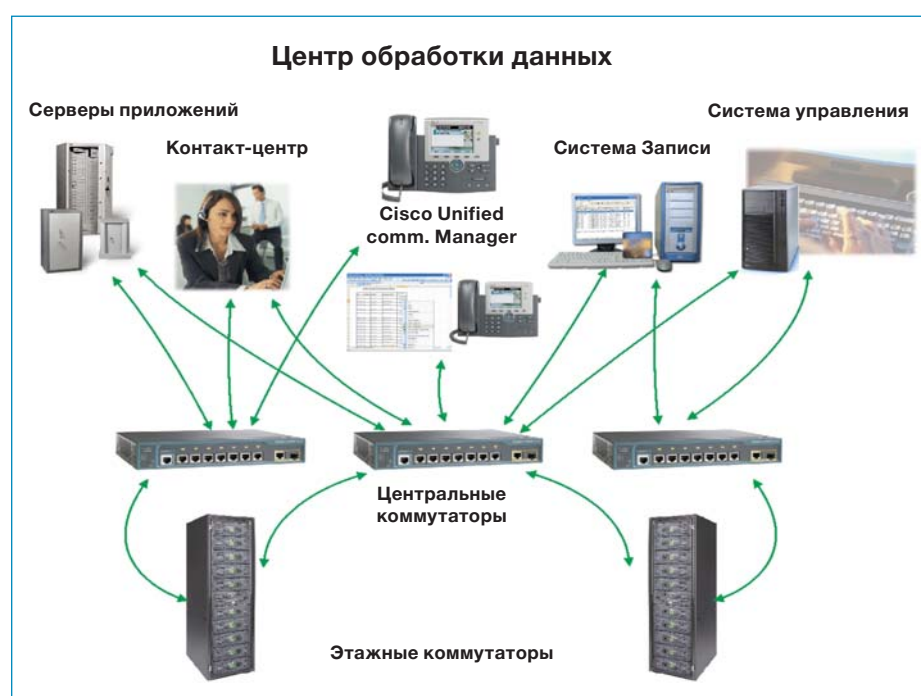 Центр обработки данных
Серверы приложений
Система управления
Контакт-центр
Система Записи
Cisco Unified
comm. Manager
Центральные
коммутаторы
Этажные коммутаторы